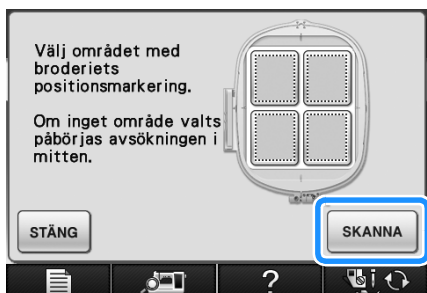 Välj området med
broderiets
positionsmarkering.
Om inget område valts
påbörjas avsökningen i
mitten.
STÄNG
SKANNA
?